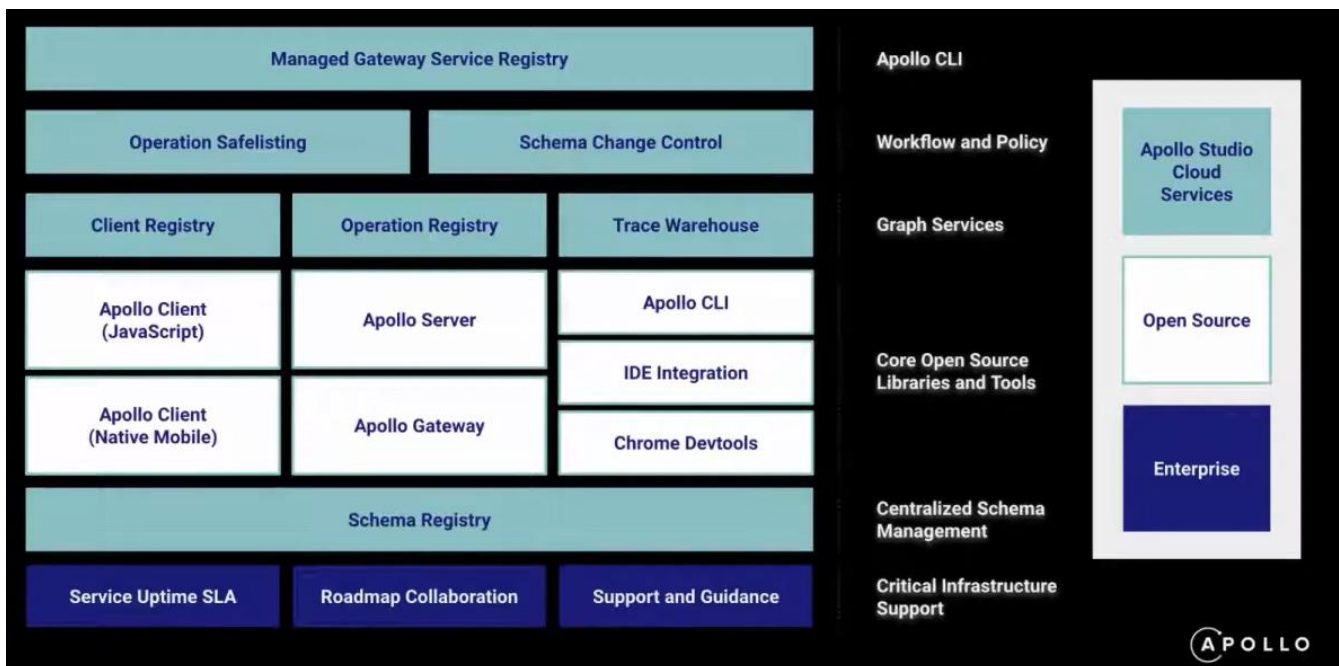 Managed Gateway Service Registry
Apollo CLI
Operation Safelisting
Schema Change Control
Workflow and Policy
Client Registry
Operation Registry
Trace Warehouse
Graph Services
Apollo Client
(JavaScript)
Apollo Server
Apollo CLI
IDE Integration
Apollo Client
(Native Mobile)
Apollo Gateway
Chrome Devtools
Core Open Source
Libraries and Tools
Schema Registry
Centralized Schema
Management
Service Uptime SLA
Roadmap Collaboration
Support and Guidance
Critical Infrastructure
Support
Apollo Studio
Cloud
Services
Open Source
Enterprise
APOLLO